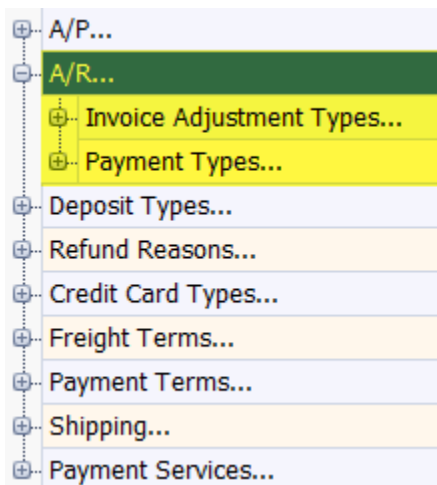 A/P...
A/R...
Invoice Adjustment Types...
Payment Types...
Deposit Types...
Refund Reasons...
Credit Card Types...
Freight Terms...
Payment Terms...
Shipping...
Payment Services...